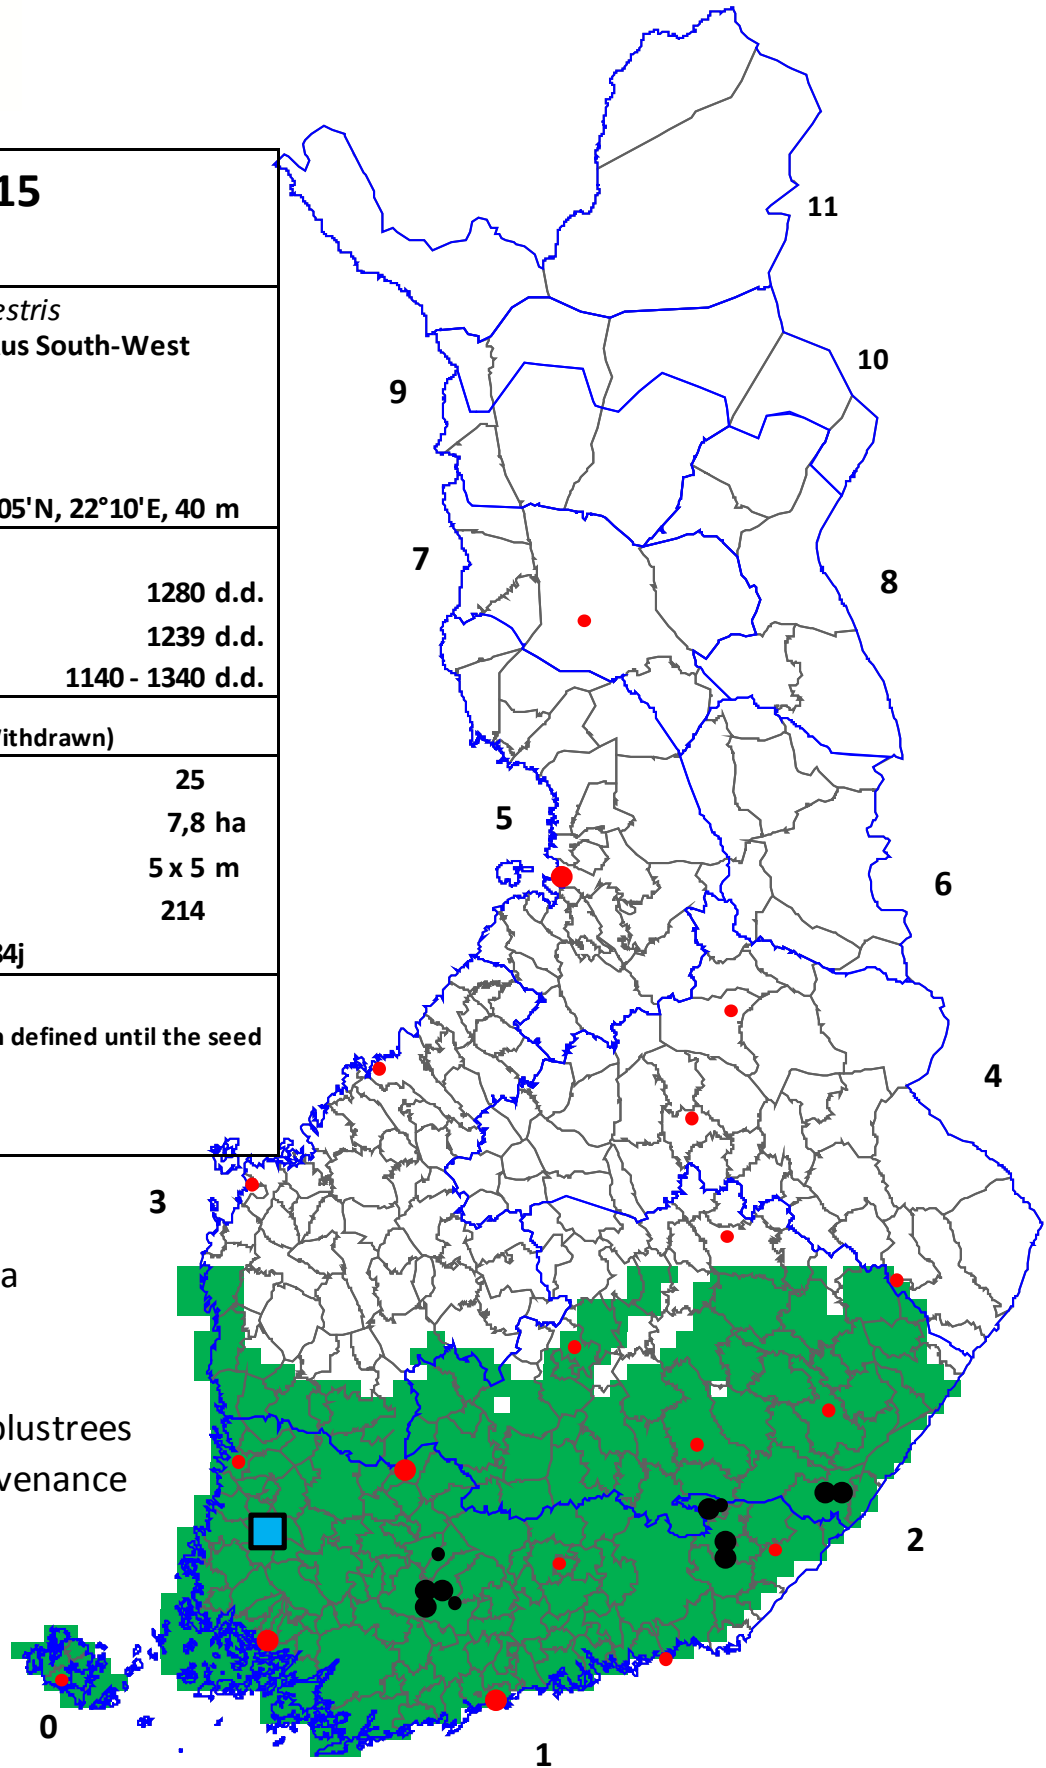 15
estris
us South-West
05'N, 22°10'E, 40 m
1280 d.d.
1239 d.d.
1140 - 1340 d.d.
ithdrawn)
25
7,8 ha
5 x 5 m
214
34j
n defined until the seed
a
plustrees
venance
11
10
9
8
7
6
5
4
3
2
1
0